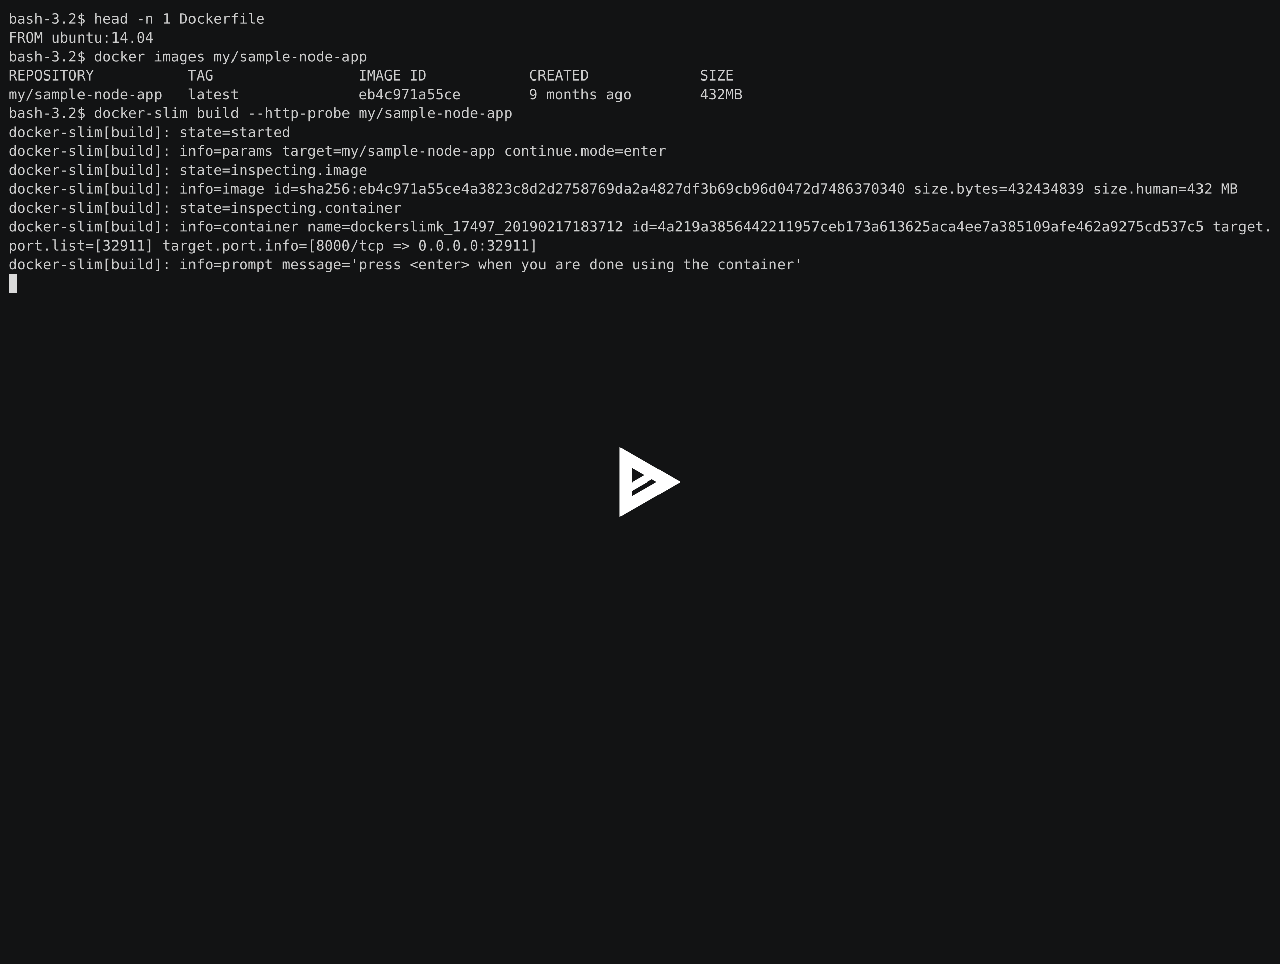 bash-3.2$ head -n 1 Dockerfile
FROM ubuntu:14.04
bash-3.2$ docker images my/sample-node-app
REPOSITORY TAG IMAGE ID CREATED SIZE
my/sample-node-app latest eb4c971a55ce 9 months ago 432MB
bash-3.2$ docker-slim build --http-probe my/sample-node-app
docker-slim[build]: state=started
docker-slim[build]: info=params target=my/sample-node-app continue.mode=enter
docker-slim[build]: state=inspecting.image
docker-slim[build]: info=image id=sha256:eb4c971a55ce4a3823c8d2d2758769da2a4827df3b69cb96d0472d7486370340 size.bytes=432434839 size.human=432 MB
docker-slim[build]: state=inspecting.container
docker-slim[build]: info=container name=dockerslimk_17497_20190217183712 id=4a219a3856442211957ceb173a613625aca4ee7a385109afe462a9275cd537c5 target.
port.list=[32911] target.port.info=[8000/tcp => 0.0.0.0:32911]
docker-slim[build]: info=prompt message='press <enter> when you are done using the container'